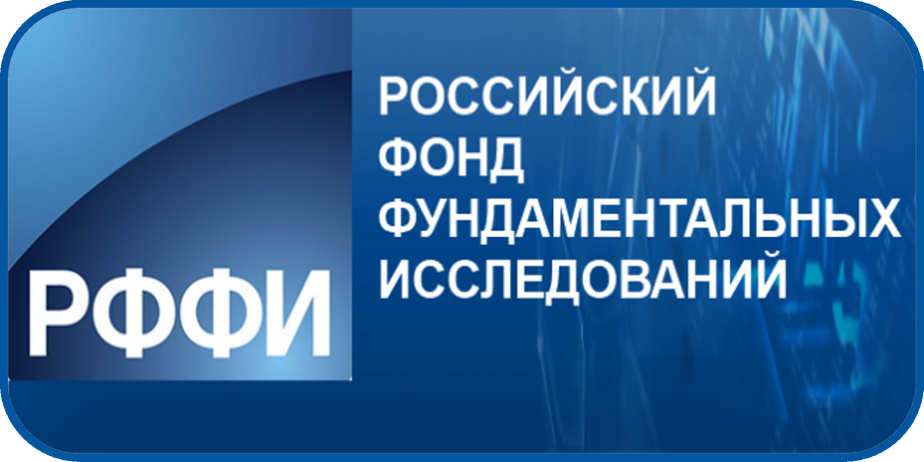 РОССИЙСКИЙ
ФОНД
ФУНДАМЕНТАЛЬНЫХ
ИССЛЕДОВАНИЙ
РФФИ